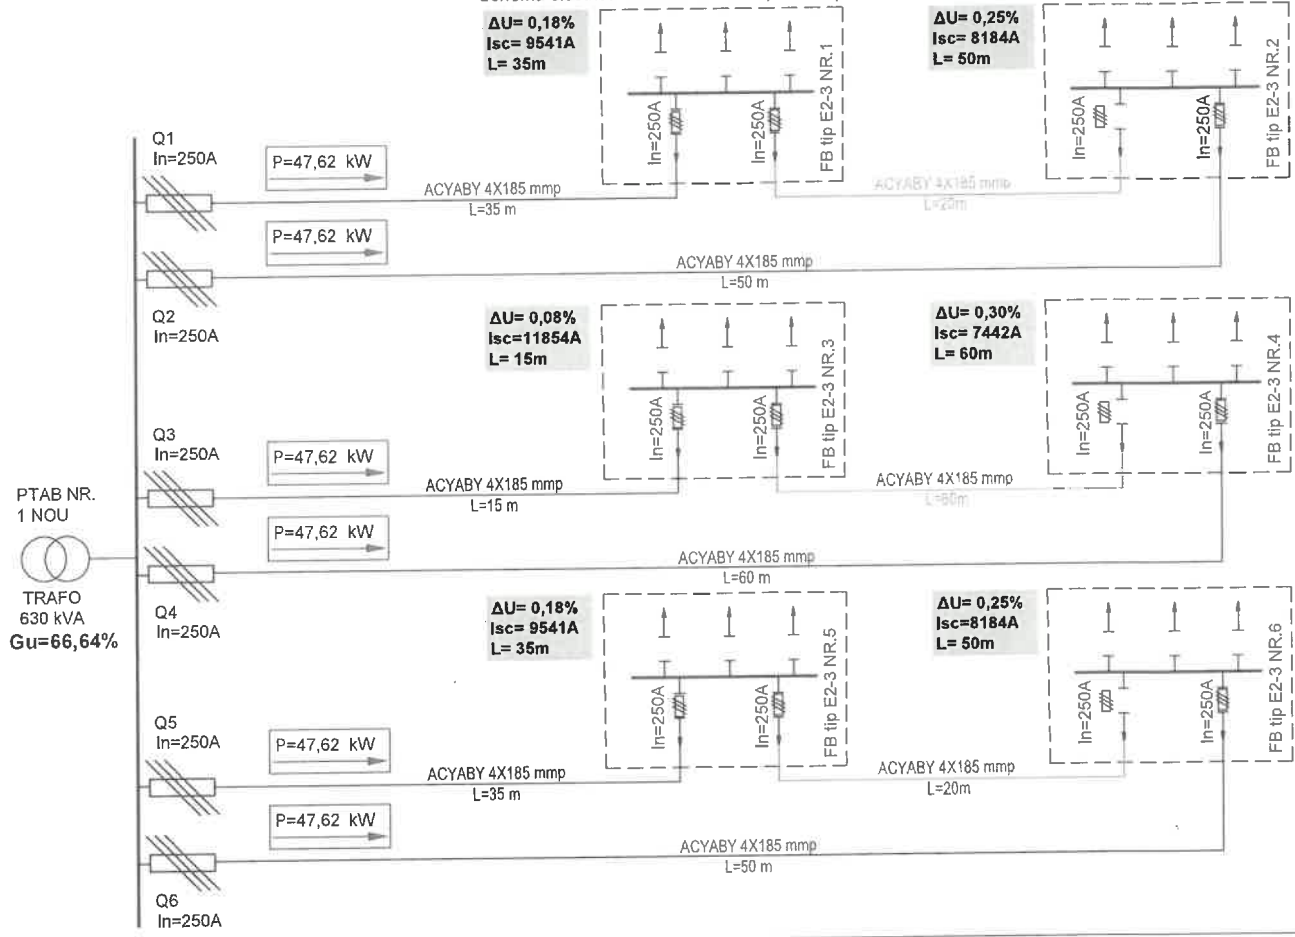 ΔU= 0,18%
Isc= 9541A
L= 35m
In=250A
In=250A
FB tip E2-3 NR.1
ΔU= 0,25%
Isc= 8184A
L= 50m
In=250A
In=250A
FB tip E2-3 NR.2
Q1
In=250A
P=47,62 kW
ACYABY 4X185 mmp
L=35 m
ACYABY 4X185 mmp
L=20m
P=47,62 kW
ACYABY 4X185 mmp
L=50 m
Q2
In=250A
ΔU= 0,08%
Isc=11854A
L= 15m
In=250A
In=250A
FB tip E2-3 NR.3
ΔU= 0,30%
Isc= 7442A
L= 60m
In=250A
In=250A
FB tip E2-3 NR.4
Q3
In=250A
P=47,62 kW
ACYABY 4X185 mmp
L=15 m
ACYABY 4X185 mmp
PTAB NR.
1 NOU
TRAFO
630 kVA
Gu=66,64%
P=47,62 kW
ACYABY 4X185 mmp
L=60 m
Q4
In=250A
ΔU= 0,18%
Isc= 9541A
L= 35m
In=250A
In=250A
FB tip E2-3 NR.5
ΔU= 0,25%
Isc=8184A
L= 50m
In=250A
In=250A
FB tip E2-3 NR.6
Q5
In=250A
P=47,62 kW
ACYABY 4X185 mmp
L=35 m
ACYABY 4X185 mmp
L=20m
P=47,62 kW
ACYABY 4X185 mmp
L=50 m
Q6
In=250A